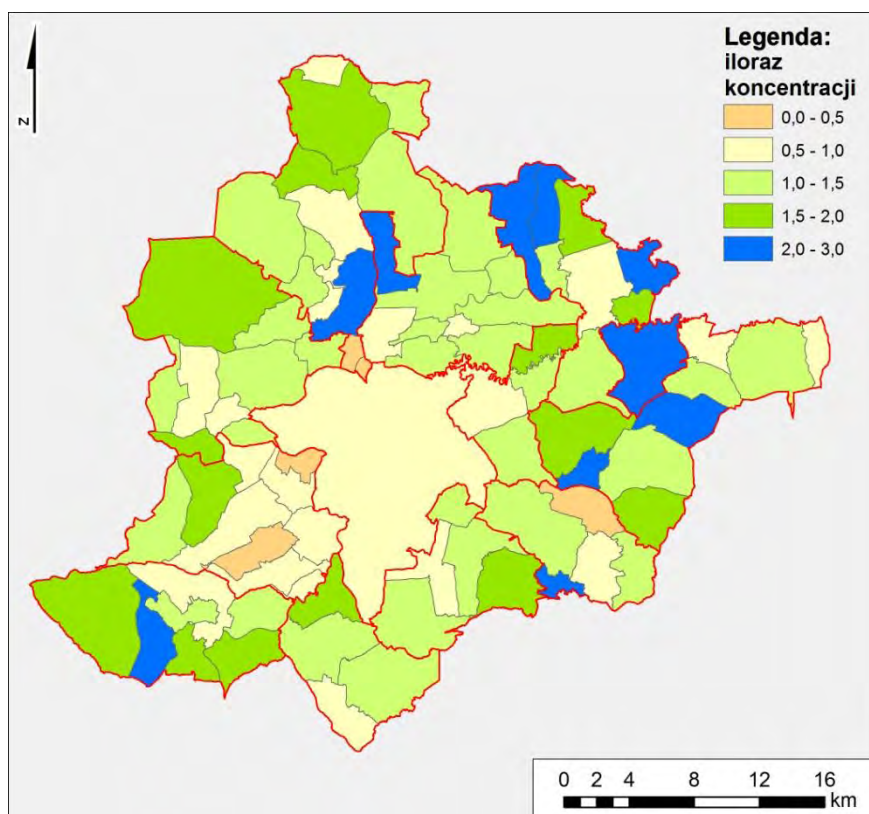 Legenda:
iloraz
koncentracji
0,0 - 0,5
0,5 - 1,0
1,0 - 1,5
1,5 - 2,0
2,0 - 3,0
N
0 2 4 8 12 16
km